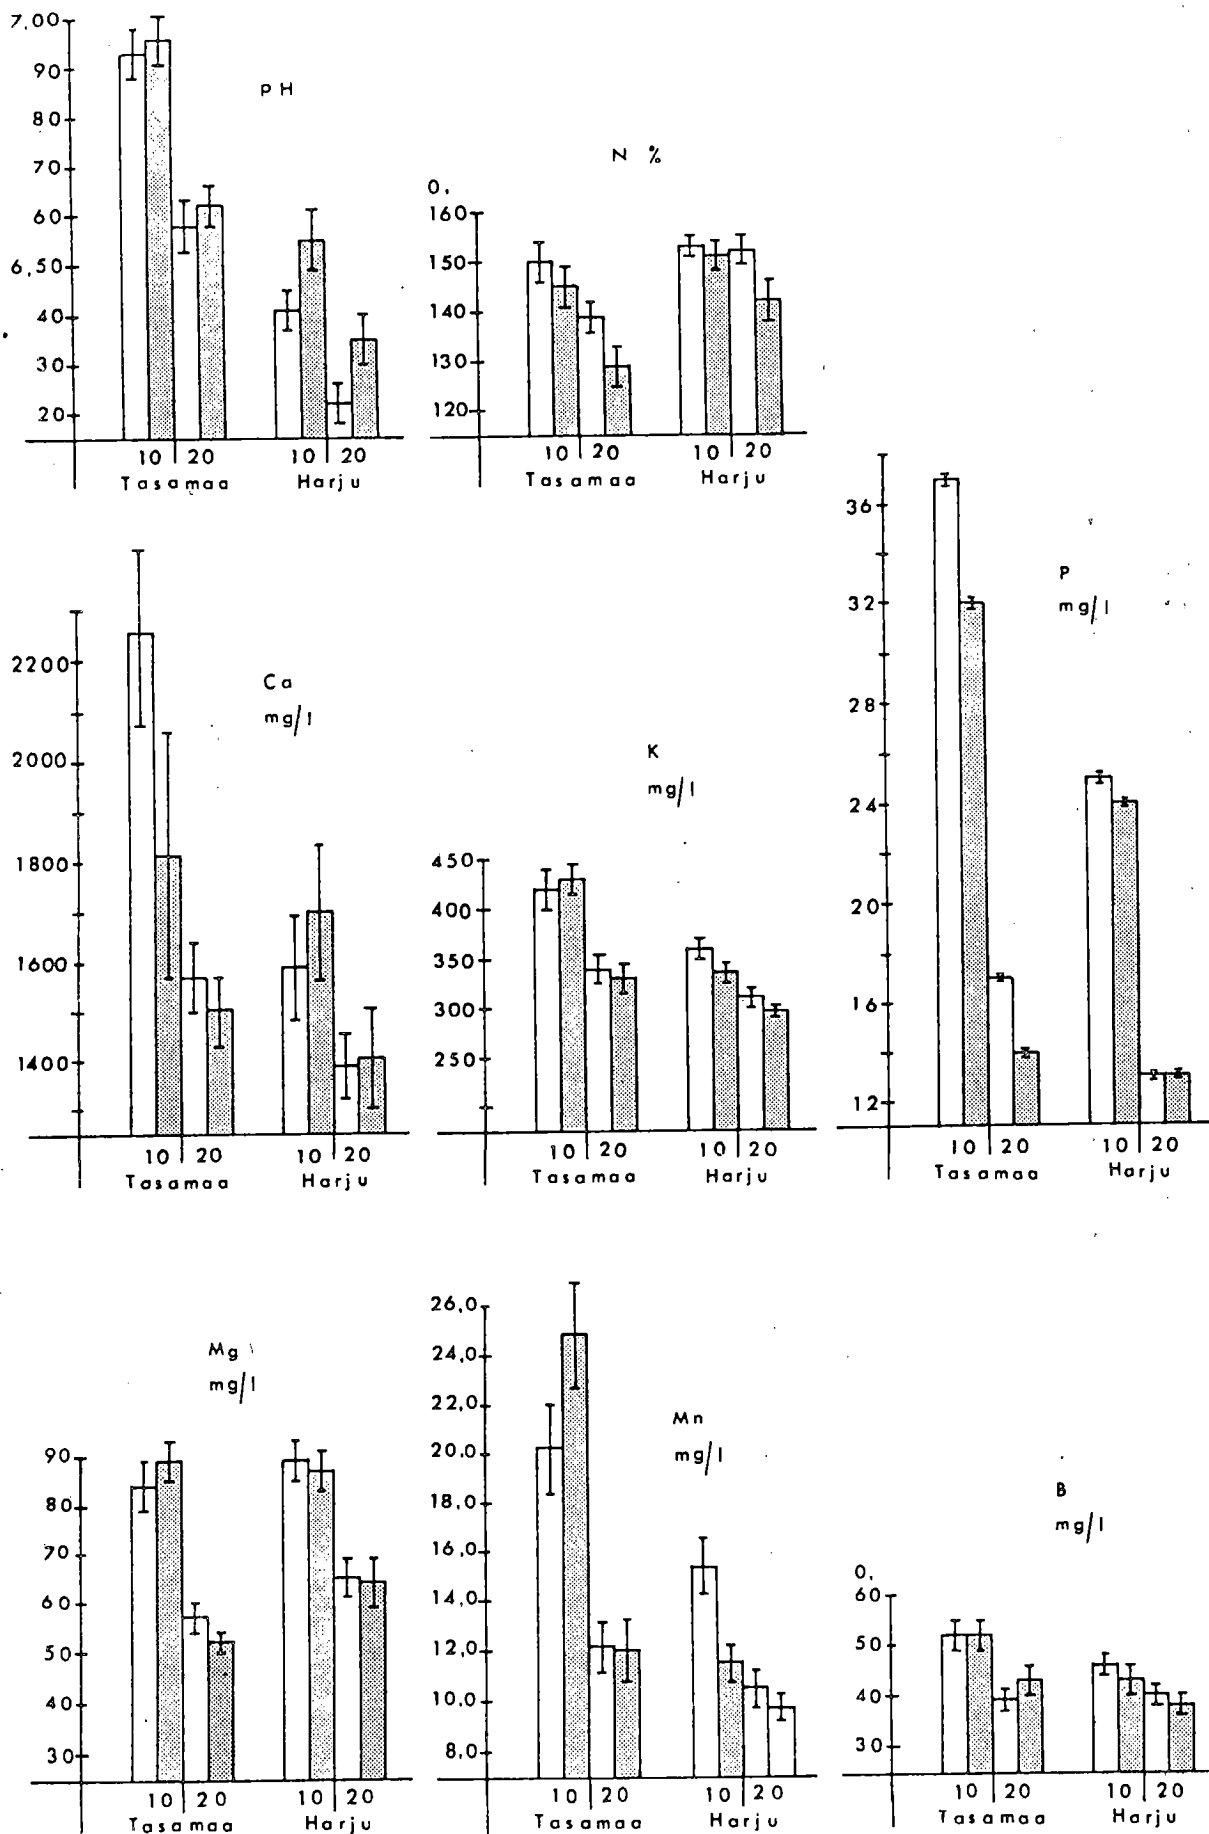 pH
7,00
90
80
70
60
6,50
40
30
20
10 20
Tasamaa
10 20
Harju
N %
0,
160
150
140
130
120
10 20
Tasamaa
10 20
Harju
Ca
mg/l
2200
2000
1800
1600
1400
10 20
Tasamaa
10 20
Harju
K
mg/l
450
400
350
300
250
10 20
Tasamaa
10 20
Harju
P
mg/l
36
32
28
24
20
16
12
10 20
Tasamaa
10 20
Harju
Mg
mg/l
90
80
70
60
50
40
30
10 20
Tasamaa
10 20
Harju
Mn
mg/l
26,0
24,0
22,0
20,0
18,0
16,0
14,0
12,0
10,0
8,0
10 20
Tasamaa
10 20
Harju
B
mg/l
0,
60
50
40
30
10 20
Tasamaa
10 20
Harju